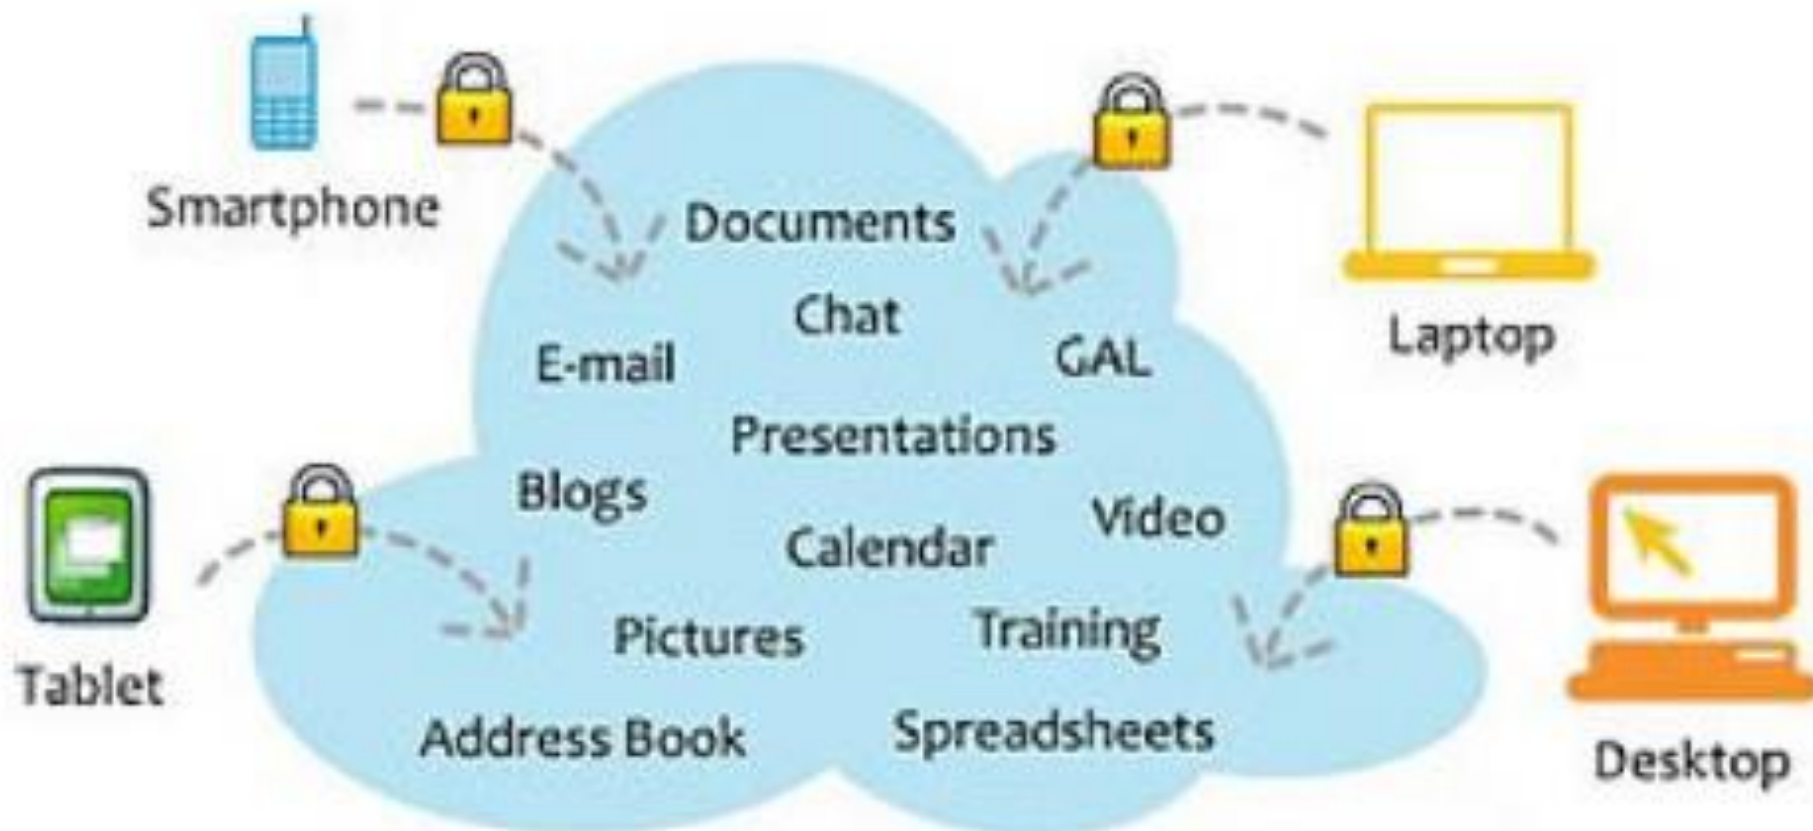 Smartphone
Documents
Chat
E-mail
GAL
Laptop
Presentations
Blogs
Video
Calendar
Pictures
Training
Tablet
Address Book
Spreadsheets
Desktop